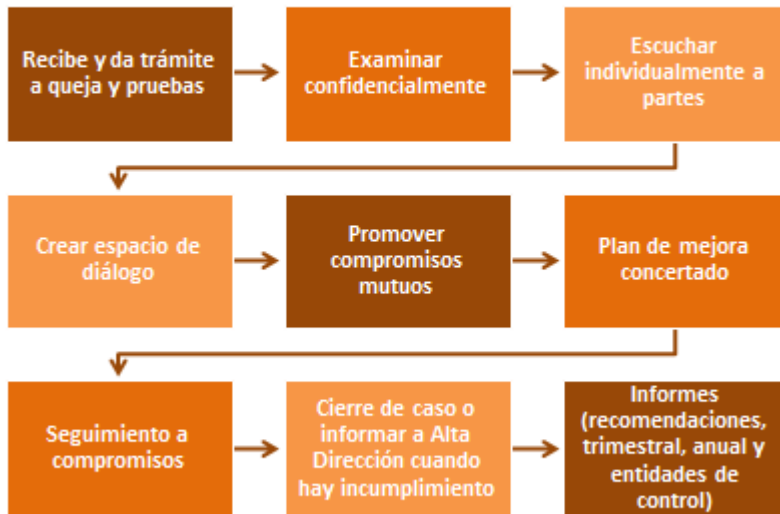 Recibe y da trámite
a queja y pruebas
Examinar
confidencialmente
Escuchar
individualmente a
partes
Crear espacio de
diálogo
Promover
compromisos
mutuos
Plan de mejora
concertado
Seguimiento a
compromisos
Cierre de caso o
informar a Alta
Dirección cuando
hay incumplimiento
Informes
(recomendaciones,
trimestral, anual y
entidades de
control)